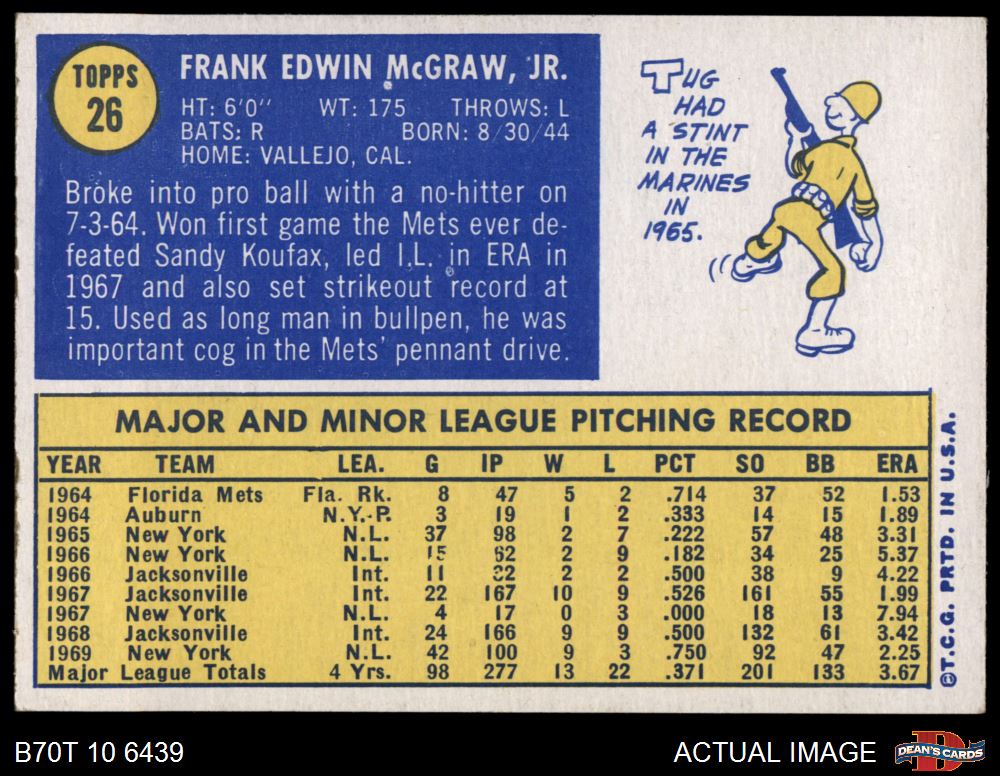 TOPPS
26
FRANK EDWIN McGRAW, JR.
HT: 6'0" WT: 175 THROWS: L
BATS: R BORN: 8/30/44
HOME: VALLEJO, CAL.
Broke into pro ball with a no-hitter on
7-3-64. Won first game the Mets ever de-
feated Sandy Koufax, led I.L. in ERA in
1967 and also set strikeout record at
15. Used as long man in bullpen, he was
important cog in the Mets' pennant drive.
TUG
HAD
A STINT
IN THE
MARINES
IN
1965.
MAJOR AND MINOR LEAGUE PITCHING RECORD
YEAR TEAM LEA. G IP W L PCT SO BB ERA
1964 Florida Mets Fla. Rk. 8 47 5 2 .714 37 52 1.53
1964 Auburn N.Y.-P. 3 19 1 2 .333 14 15 1.89
1965 New York N.L. 37 98 2 7 .222 57 48 3.31
1966 New York N.L. 15 62 2 9 .182 34 25 5.37
1966 Jacksonville Int. 11 32 2 2 .500 38 9 4.22
1967 Jacksonville Int. 22 167 10 9 .526 161 55 1.99
1967 New York N.L. 4 17 0 3 .000 18 13 7.94
1968 Jacksonville Int. 24 166 9 9 .500 132 61 3.42
1969 New York N.L. 42 100 9 3 .750 92 47 2.25
Major League Totals 4 Yrs. 98 277 13 22 .371 201 133 3.67
©T.C.G. PRTD. IN U.S.A.
B70T 10 6439
ACTUAL IMAGE
DEAN'S CARDS